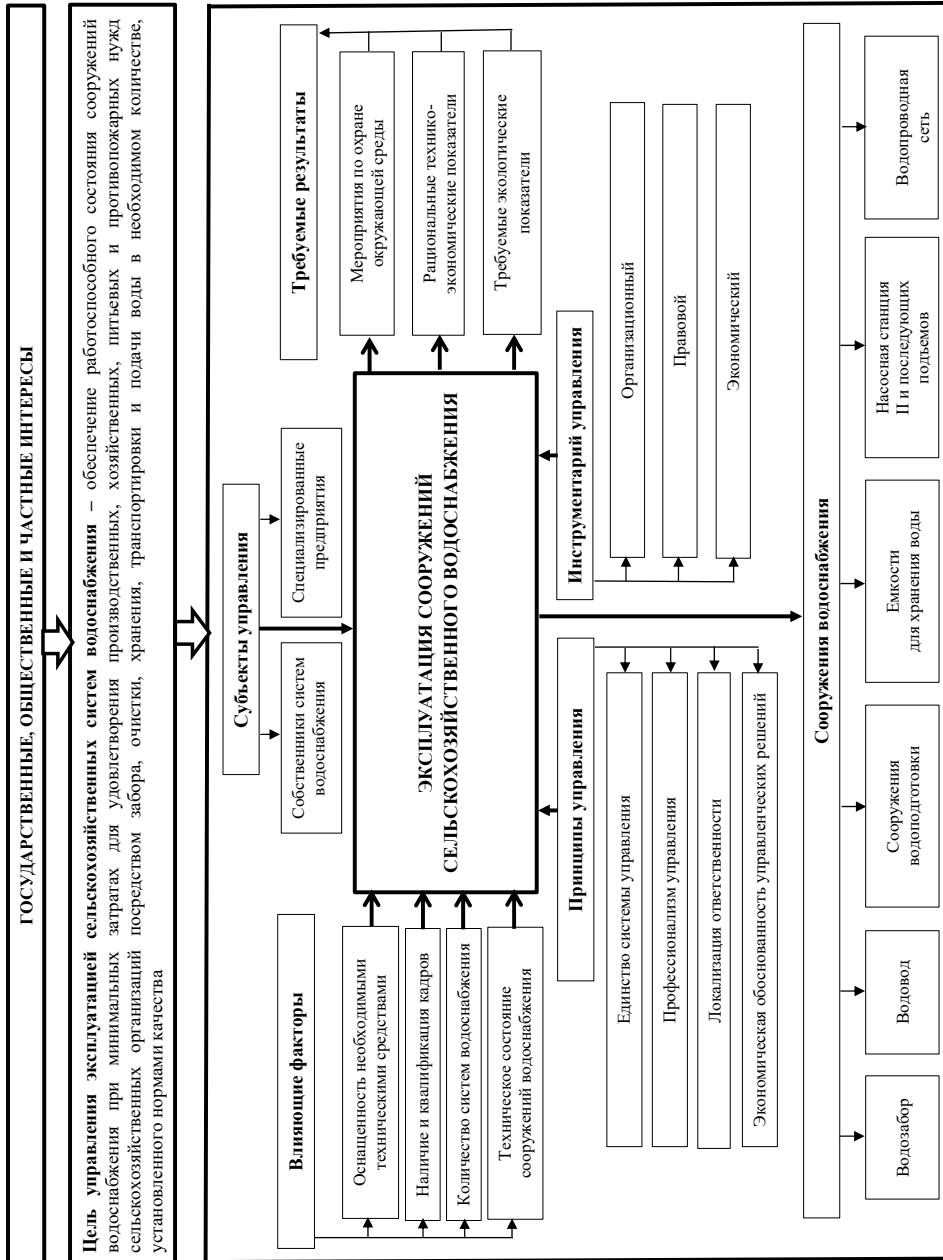 ГОСУДАРСТВЕННЫЕ, ОБЩЕСТВЕННЫЕ И ЧАСТНЫЕ ИНТЕРЕСЫ
Цель управления эксплуатацией сельскохозяйственных систем водоснабжения – обеспечение работоспособного состояния сооружений
водоснабжения при минимальных затратах для удовлетворения производственных, хозяйственных, питьевых и противопожарных нужд
сельскохозяйственных организаций посредством забора, очистки, хранения, транспортировки и подачи воды в необходимом количестве,
установленного нормами качества
Субъекты управления
Собственники систем
водоснабжения
Специализированные
предприятия
Влияющие факторы
Оснащенность необходимыми
техническими средствами
Наличие и квалификация кадров
Количество систем водоснабжения
Техническое состояние
сооружений водоснабжения
ЭКСПЛУАТАЦИЯ СООРУЖЕНИЙ
СЕЛЬСКОХОЗЯЙСТВЕННОГО ВОДОСНАБЖЕНИЯ
Требуемые результаты
Мероприятия по охране
окружающей среды
Рациональные технико-
экономические показатели
Требуемые экологические
показатели
Принципы управления
Единство системы управления
Профессионализм управления
Локализация ответственности
Экономическая обоснованность управленческих решений
Инструментарий управления
Организационный
Правовой
Экономический
Сооружения водоснабжения
Водозабор
Водовод
Сооружения
водоподготовки
Емкости
для хранения воды
Насосная станция
II и последующих
подъемов
Водопроводная
сеть